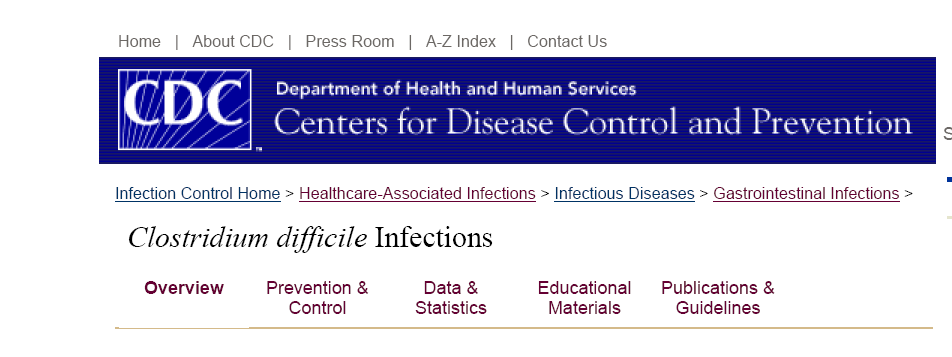 Home | About CDC | Press Room | A-Z Index | Contact Us
CDC™
Department of Health and Human Services
Centers for Disease Control and Prevention
S
Infection Control Home > Healthcare-Associated Infections > Infectious Diseases > Gastrointestinal Infections >
Clostridium difficile Infections
Overview Prevention & Data & Educational Publications &
Control Statistics Materials Guidelines